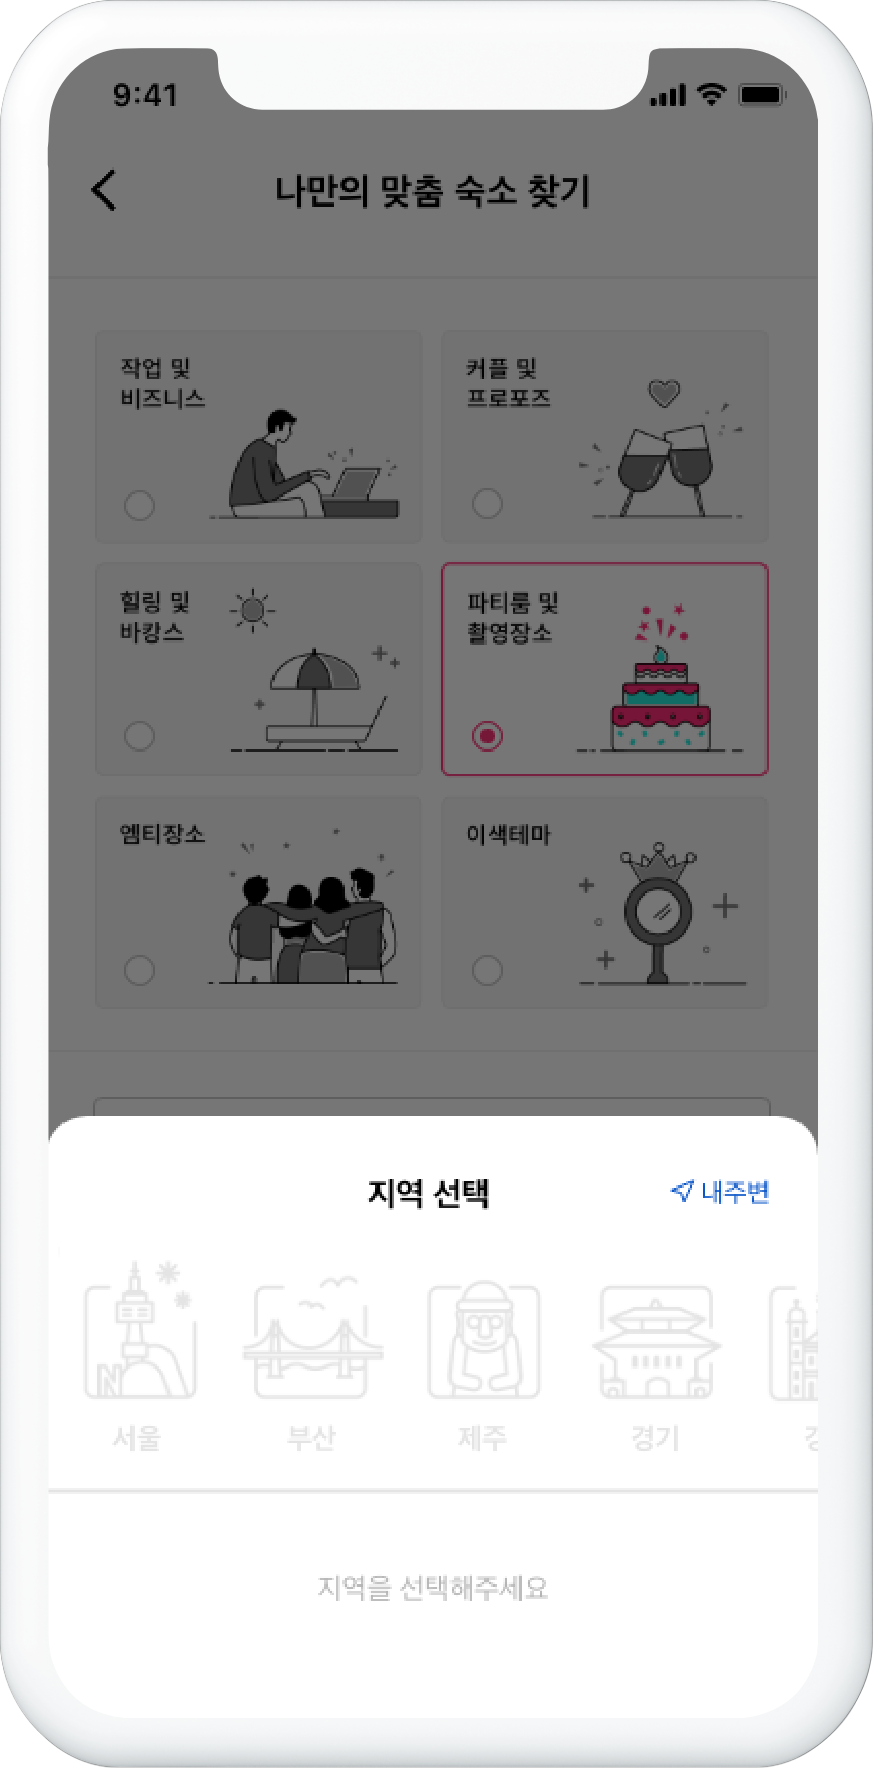 9:41
나만의 맞춤 숙소 찾기
작업 및
비즈니스
커플 및
프로포즈
힐링 및
바캉스
파티룸 및
촬영장소
엠티장소
이색테마
지역 선택
내주변
N
서울
부산
제주
경기
지역을 선택해주세요